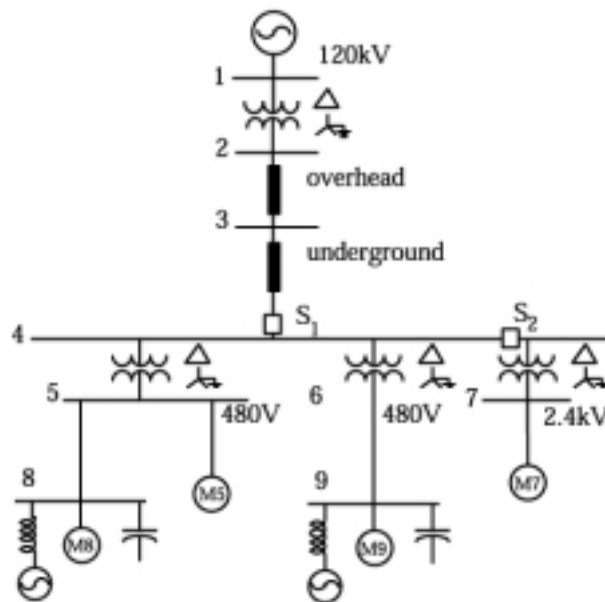 120kV
1
2
overhead
3
underground
S1
S2
4
5
480V
6
480V
7
2.4kV
8
M5
9
M7
M8
M9